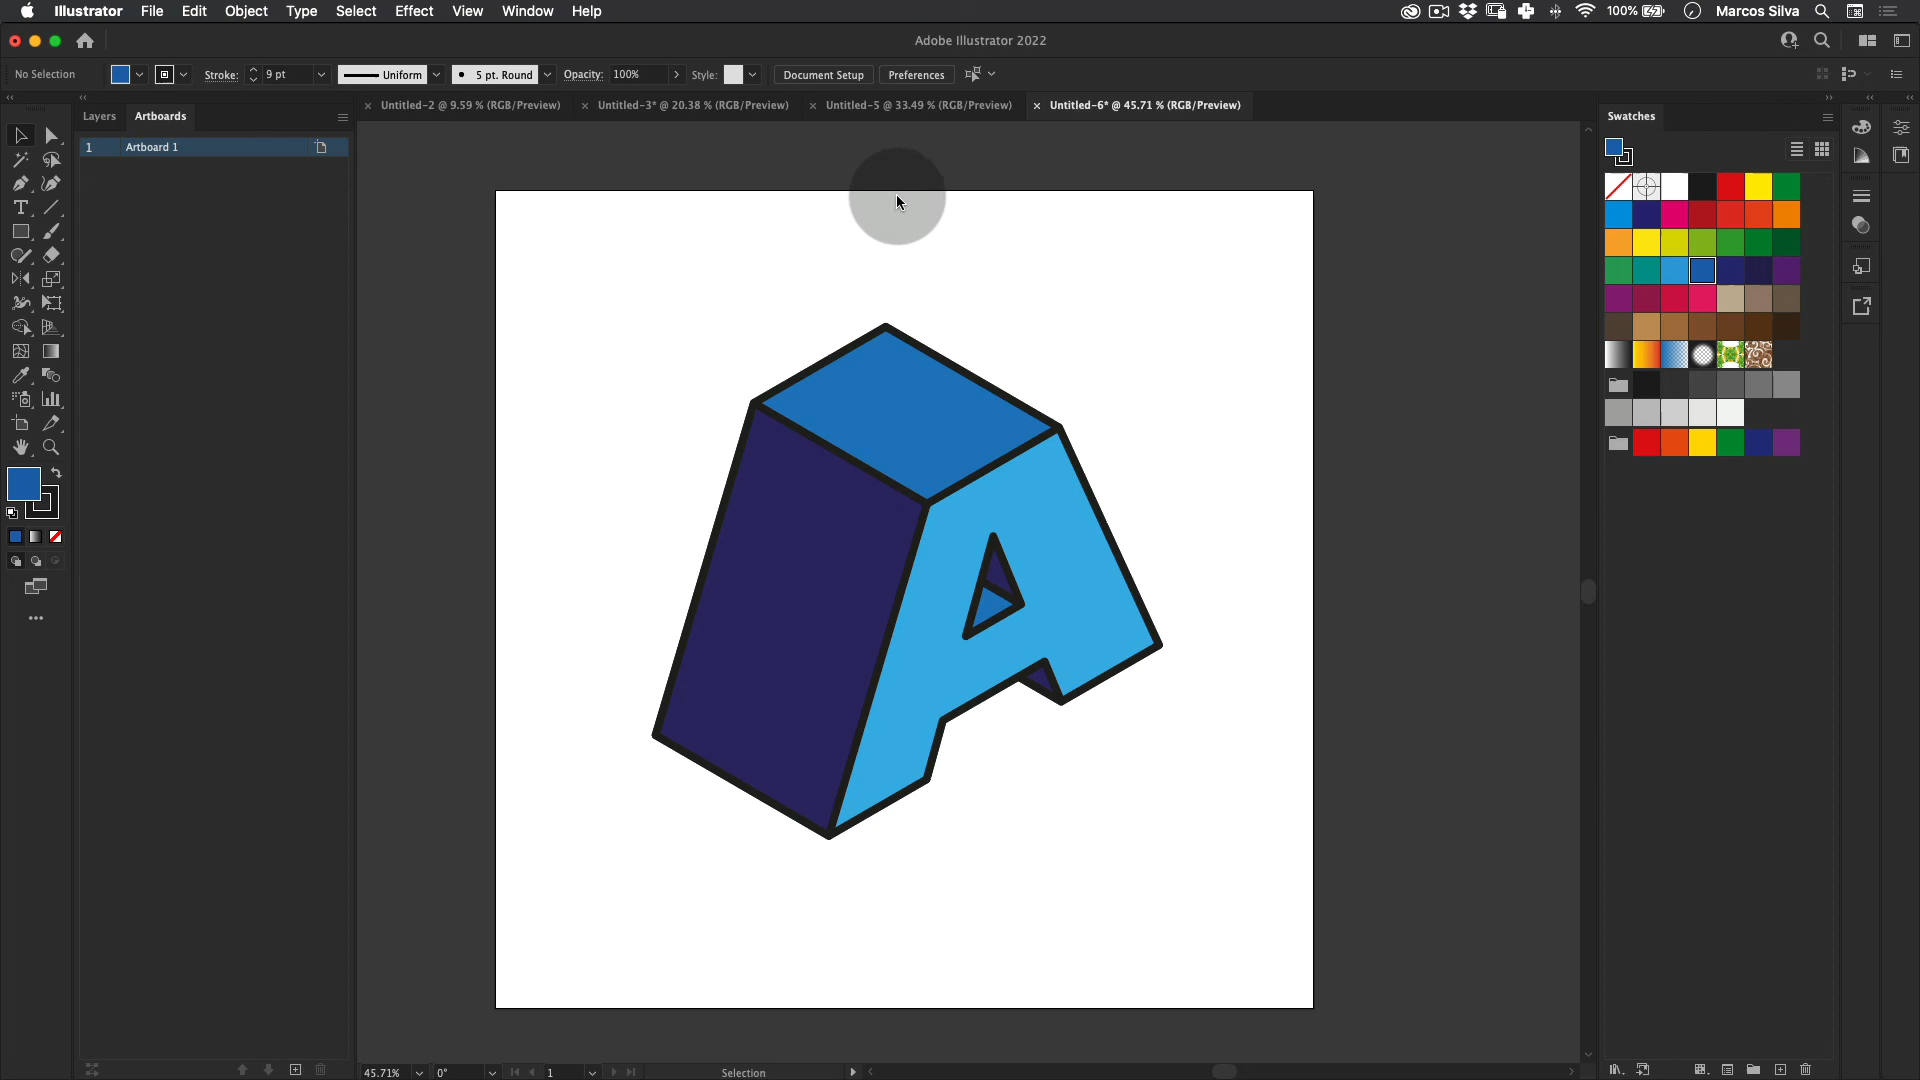 Illustrator File Edit Object Type Select Effect View Window Help 100% Marcos Silva
Adobe Illustrator 2022
No Selection Stroke: 9 pt Uniform 5 pt. Round Opacity: 100% Style: Document Setup Preferences
Untitled-2 @ 9.59 % (RGB/Preview) Untitled-3* @ 20.38 % (RGB/Preview) Untitled-5 @ 33.49 % (RGB/Preview) Untitled-6* @ 45.71 % (RGB/Preview)
Layers Artboards Swatches
1 Artboard 1
A
45.71% 0° 1 Selection